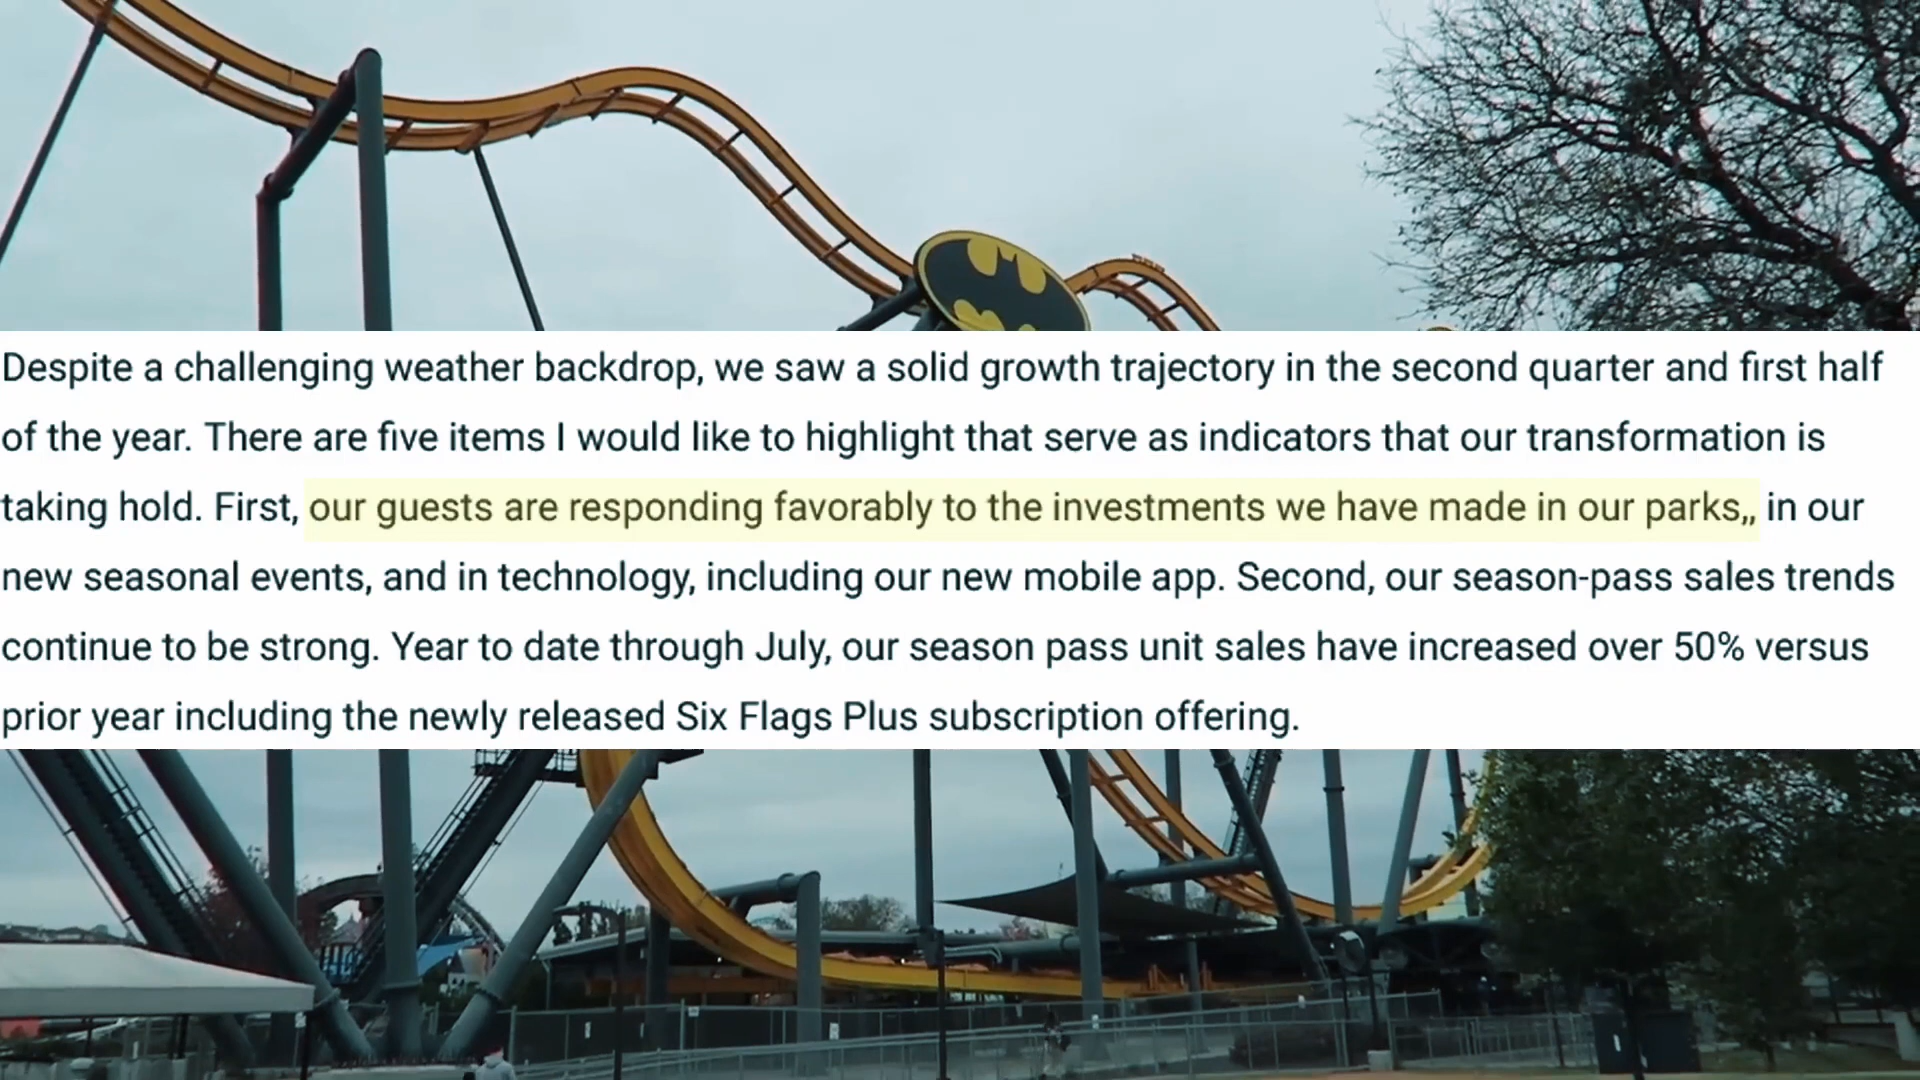 Despite a challenging weather backdrop, we saw a solid growth trajectory in the second quarter and first half
of the year. There are five items I would like to highlight that serve as indicators that our transformation is
taking hold. First, our guests are responding favorably to the investments we have made in our parks,, in our
new seasonal events, and in technology, including our new mobile app. Second, our season-pass sales trends
continue to be strong. Year to date through July, our season pass unit sales have increased over 50% versus
prior year including the newly released Six Flags Plus subscription offering.